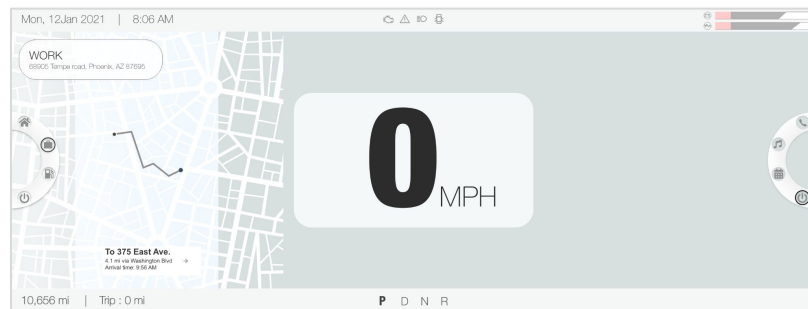 Mon, 12Jan 2021 | 8:06 AM
WORK
68905 Tempe road, Phoenix, AZ 87695
0 MPH
To 375 East Ave.
4.1 mi via Washington Blvd
Arrival time: 9:56 AM
10,656 mi | Trip : 0 mi
P D N R